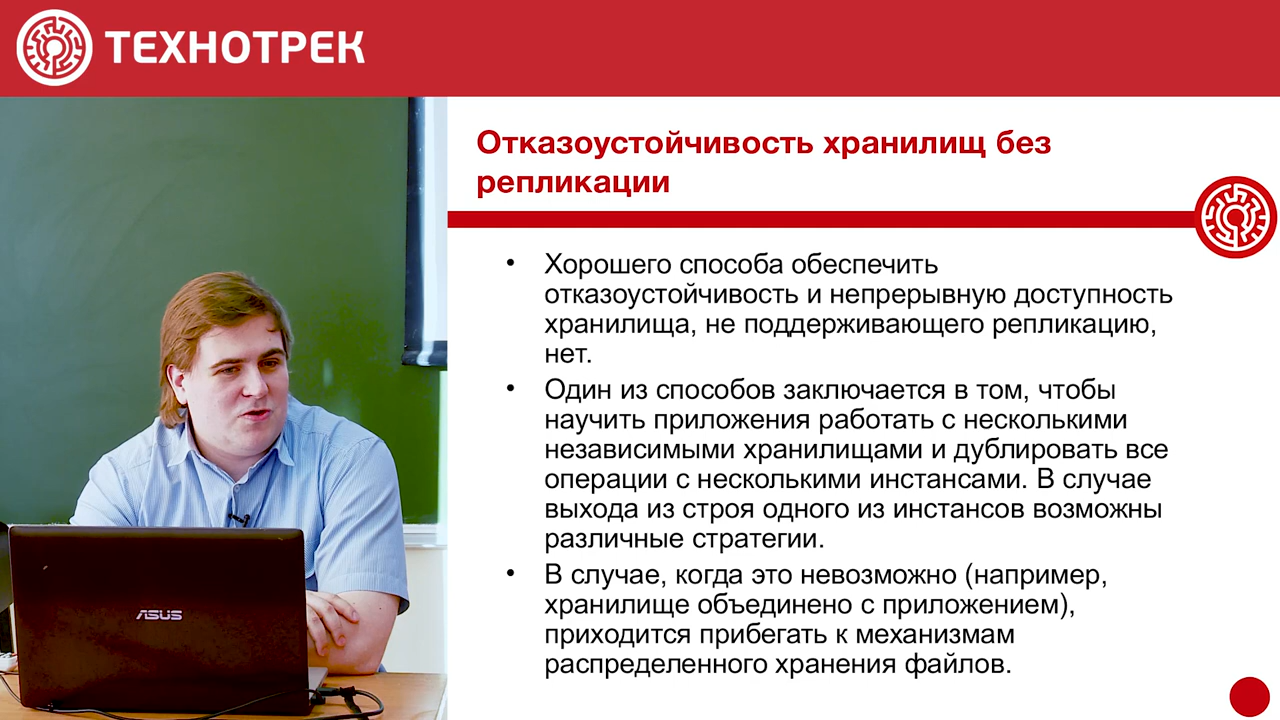 ТЕХНОТРЕК
Отказоустойчивость хранилищ без
репликации
• Хорошего способа обеспечить
отказоустойчивость и непрерывную доступность
хранилища, не поддерживающего репликацию,
нет.
• Один из способов заключается в том, чтобы
научить приложения работать с несколькими
независимыми хранилищами и дублировать все
операции с несколькими инстансами. В случае
выхода из строя одного из инстансов возможны
различные стратегии.
• В случае, когда это невозможно (например,
хранилище объединено с приложением),
приходится прибегать к механизмам
распределенного хранения файлов.
ASUS